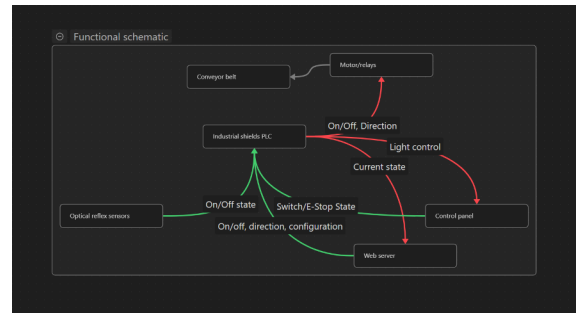 Functional schematic
Motor/relays
Conveyor belt
On/Off, Direction
Industrial shields PLC
Light control
Current state
On/Off state
Switch/E-Stop State
Optical reflex sensors
Control panel
On/off, direction, configuration
Web server